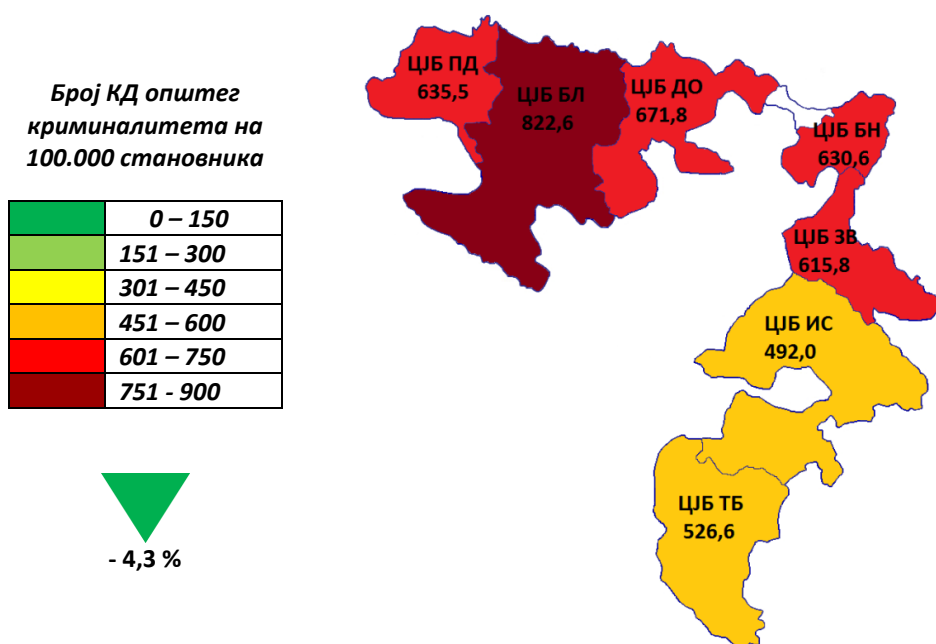 Број КД општег
криминалитета на
100.000 становника
0 – 150
151 – 300
301 – 450
451 – 600
601 – 750
751 - 900
- 4,3 %
ЦЈБ ПД
635,5
ЦЈБ БЛ
822,6
ЦЈБ ДО
671,8
ЦЈБ БН
630,6
ЦЈБ ЗВ
615,8
ЦЈБ ИС
492,0
ЦЈБ ТБ
526,6